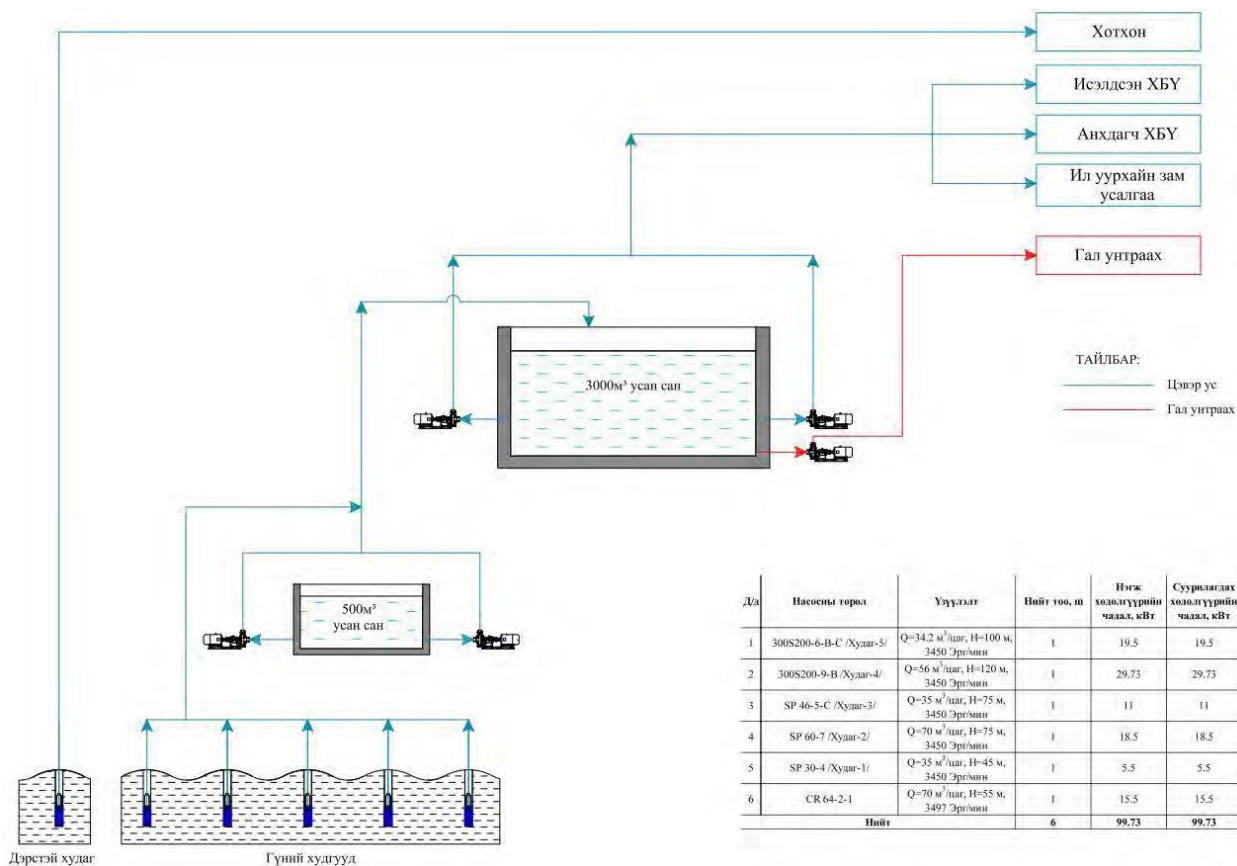 Хотхон
Исэлдсэн ХБҮ
Анхдагч ХБҮ
Ил уурхайн зам
усалгаа
Гал унтраах
ТАЙЛБАР:
Цэвэр ус
Гал унтраах
3000м³ усан сан
500м³
усан сан
Дэрстэй худаг
Гүний худгууд
Д/д Насосны төрөл Үзүүлэлт Нийт тоо, ш Нэгж хөдөлгүүрийн чадал, кВт Суурилагдах хөдөлгүүрийн чадал, кВт
1 300S200-6-B-C /Худаг-5/ Q=34.2 м³/цаг, H=100 м, 3450 Эрг/мин 1 19.5 19.5
2 300S200-9-B /Худаг-4/ Q=56 м³/цаг, H=120 м, 3450 Эрг/мин 1 29.73 29.73
3 SP 46-5-C /Худаг-3/ Q=35 м³/цаг, H=75 м, 3450 Эрг/мин 1 11 11
4 SP 60-7 /Худаг-2/ Q=70 м³/цаг, H=75 м, 3450 Эрг/мин 1 18.5 18.5
5 SP 30-4 /Худаг-1/ Q=35 м³/цаг, H=45 м, 3450 Эрг/мин 1 5.5 5.5
6 CR 64-2-1 Q=70 м³/цаг, H=55 м, 3497 Эрг/мин 1 15.5 15.5
Нийт 6 99.73 99.73